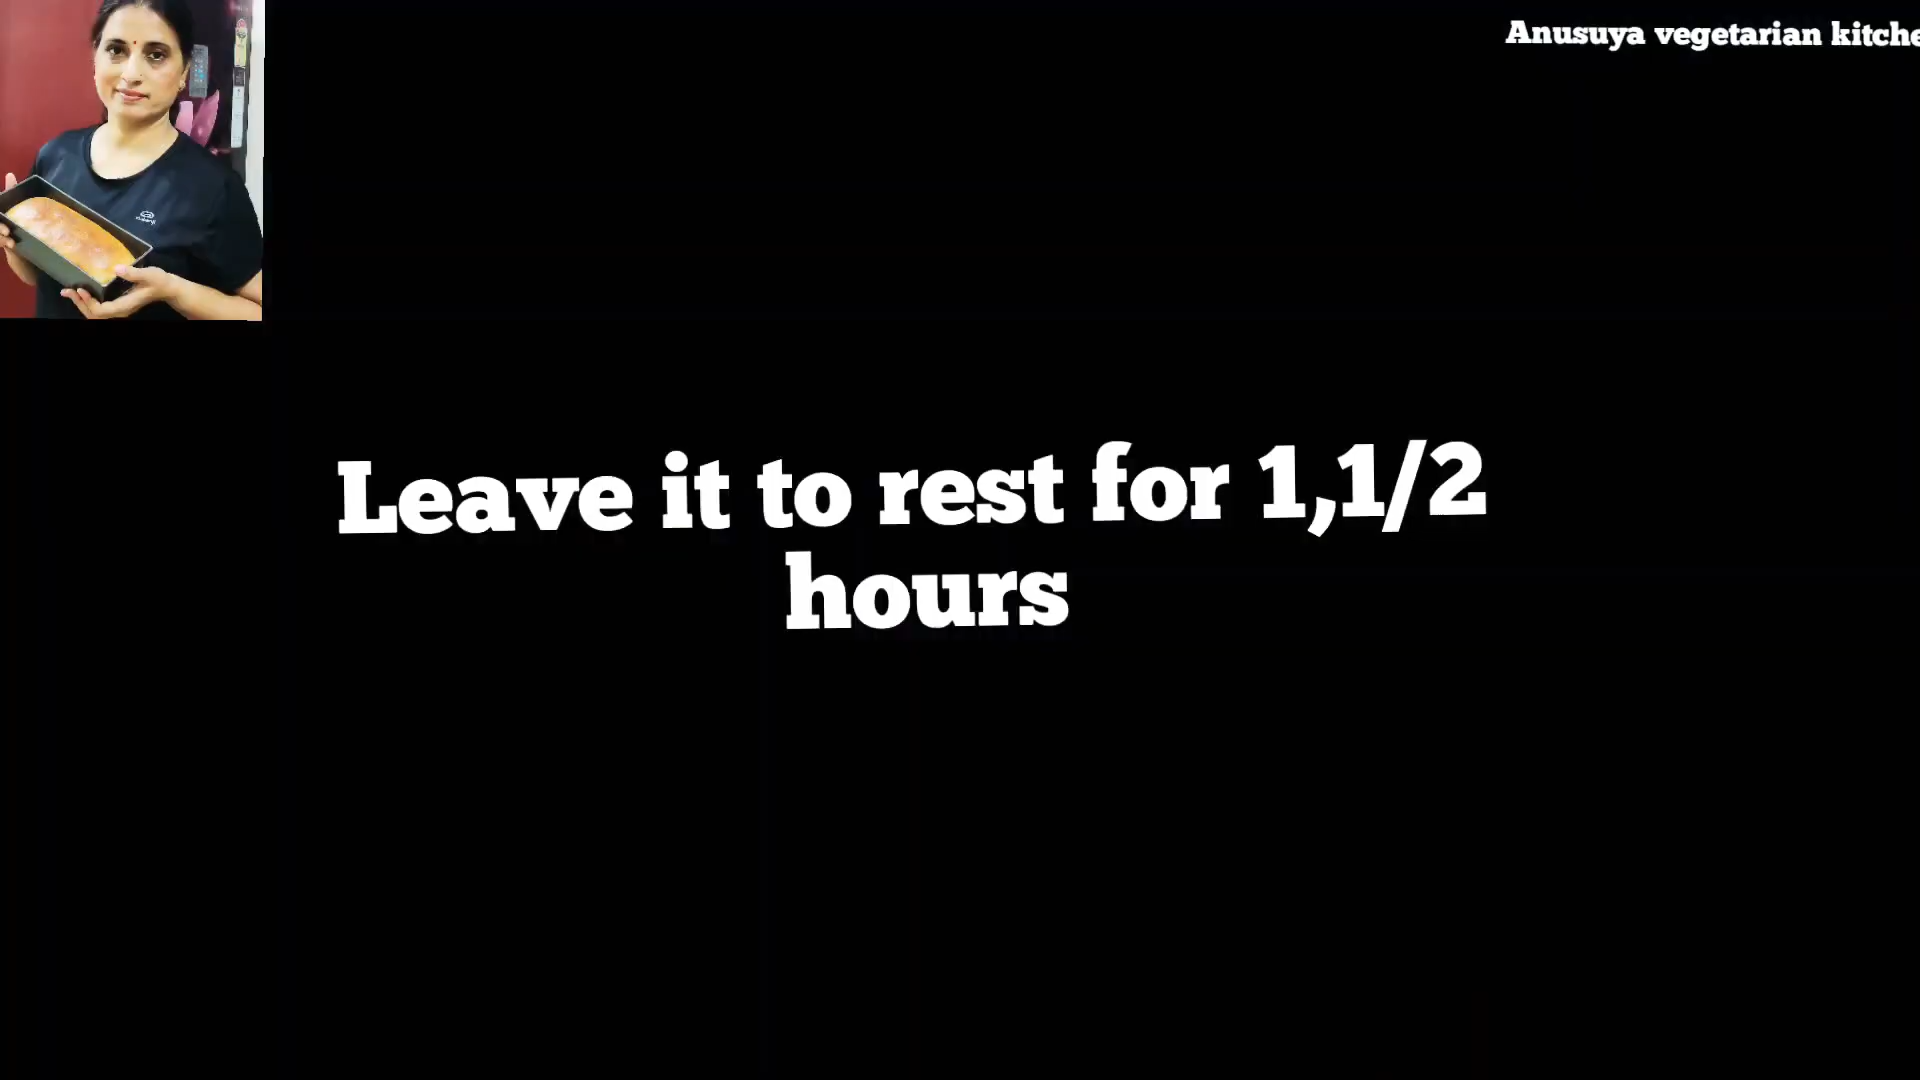 Anusuya vegetarian kitche
Leave it to rest for 1,1/2
hours